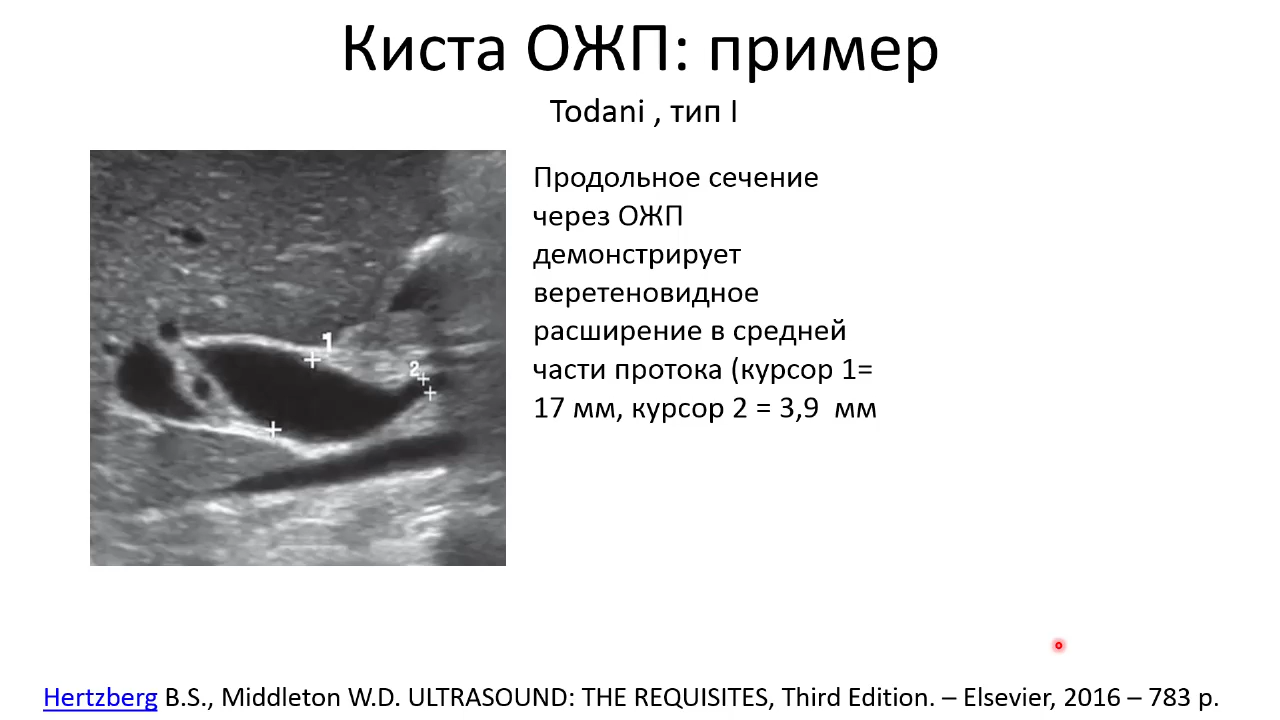 Киста ОЖП: пример
Todani , тип I
Продольное сечение
через ОЖП
демонстрирует
веретеновидное
расширение в средней
части протока (курсор 1=
17 мм, курсор 2 = 3,9  мм
1
2
Hertzberg B.S., Middleton W.D. ULTRASOUND: THE REQUISITES, Third Edition. – Elsevier, 2016 – 783 p.